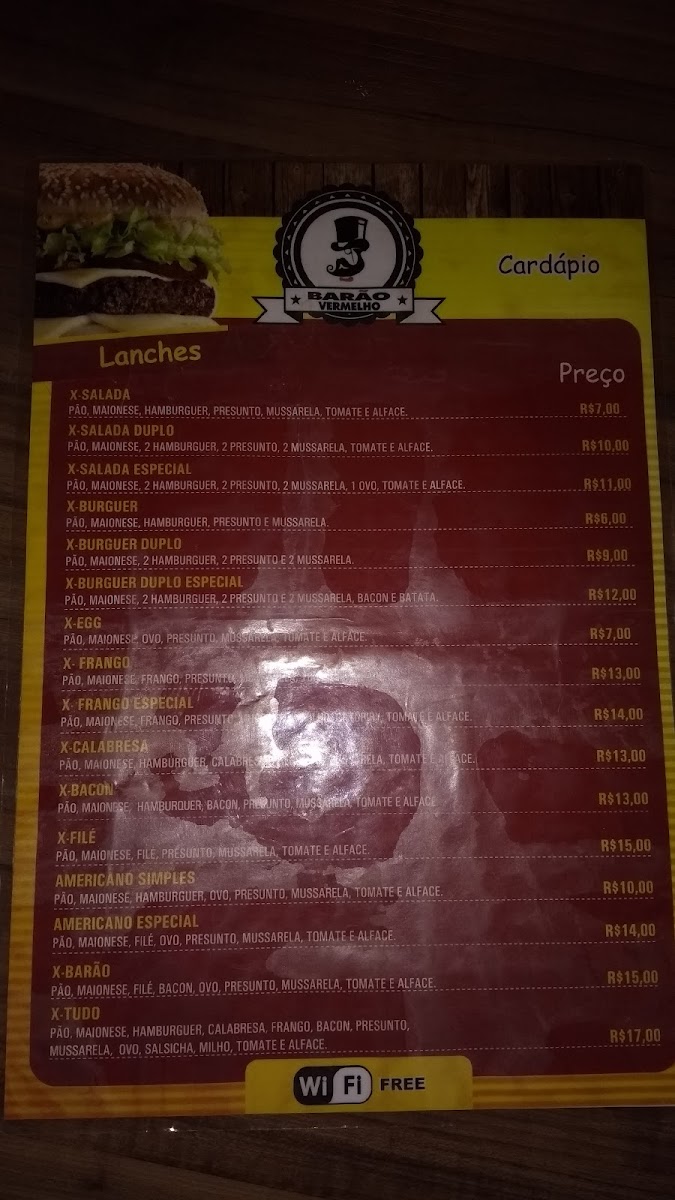 Cardápio
BARÃO
VERMELHO
Lanches
Preço
X-SALADA
PÃO, MAIONESE, HAMBURGUER, PRESUNTO, MUSSARELA, TOMATE E ALFACE. R$7,00
X-SALADA DUPLO
PÃO, MAIONESE, 2 HAMBURGUER, 2 PRESUNTO, 2 MUSSARELA, TOMATE E ALFACE. R$10,00
X-SALADA ESPECIAL
PÃO, MAIONESE, 2 HAMBURGUER, 2 PRESUNTO, 2 MUSSARELA, 1 OVO, TOMATE E ALFACE. R$11,00
X-BURGUER
PÃO, MAIONESE, HAMBURGUER, PRESUNTO E MUSSARELA. R$6,00
X-BURGUER DUPLO
PÃO, MAIONESE, 2 HAMBURGUER, 2 PRESUNTO E 2 MUSSARELA. R$9,00
X-BURGUER DUPLO ESPECIAL
PÃO, MAIONESE, 2 HAMBURGUER, 2 PRESUNTO E 2 MUSSARELA, BACON E BATATA. R$12,00
X-EGG
PÃO, MAIONESE, OVO, PRESUNTO, MUSSARELA, TOMATE E ALFACE. R$7,00
X- FRANGO
PÃO, MAIONESE, FRANGO, PRESUNTO, R$13,00
X- FRANGO ESPECIAL
PÃO, MAIONESE, FRANGO, PRESUNTO, TOMATE E ALFACE. R$14,00
X-CALABRESA
PÃO, MAIONESE, HAMBURGUER, CALABRESA, TOMATE E ALFACE. R$13,00
X-BACON
PÃO, MAIONESE, HAMBURQUER, BACON, PRESUNTO, MUSSARELA, TOMATE E ALFACE R$13,00
X-FILÉ
PÃO, MAIONESE, FILÉ, PRESUNTO, MUSSARELA, TOMATE E ALFACE. R$15,00
AMERICANO SIMPLES
PÃO, MAIONESE, HAMBURGUER, OVO, PRESUNTO, MUSSARELA, TOMATE E ALFACE. R$10,00
AMERICANO ESPECIAL
PÃO, MAIONESE, FILÉ, OVO, PRESUNTO, MUSSARELA, TOMATE E ALFACE. R$14,00
X-BARÃO
PÃO, MAIONESE, FILÉ, BACON, OVO, PRESUNTO, MUSSARELA, TOMATE E ALFACE. R$15,00
X-TUDO
PÃO, MAIONESE, HAMBURGUER, CALABRESA, FRANGO, BACON, PRESUNTO,
MUSSARELA, OVO, SALSICHA, MILHO, TOMATE E ALFACE. R$17,00
Wi Fi FREE